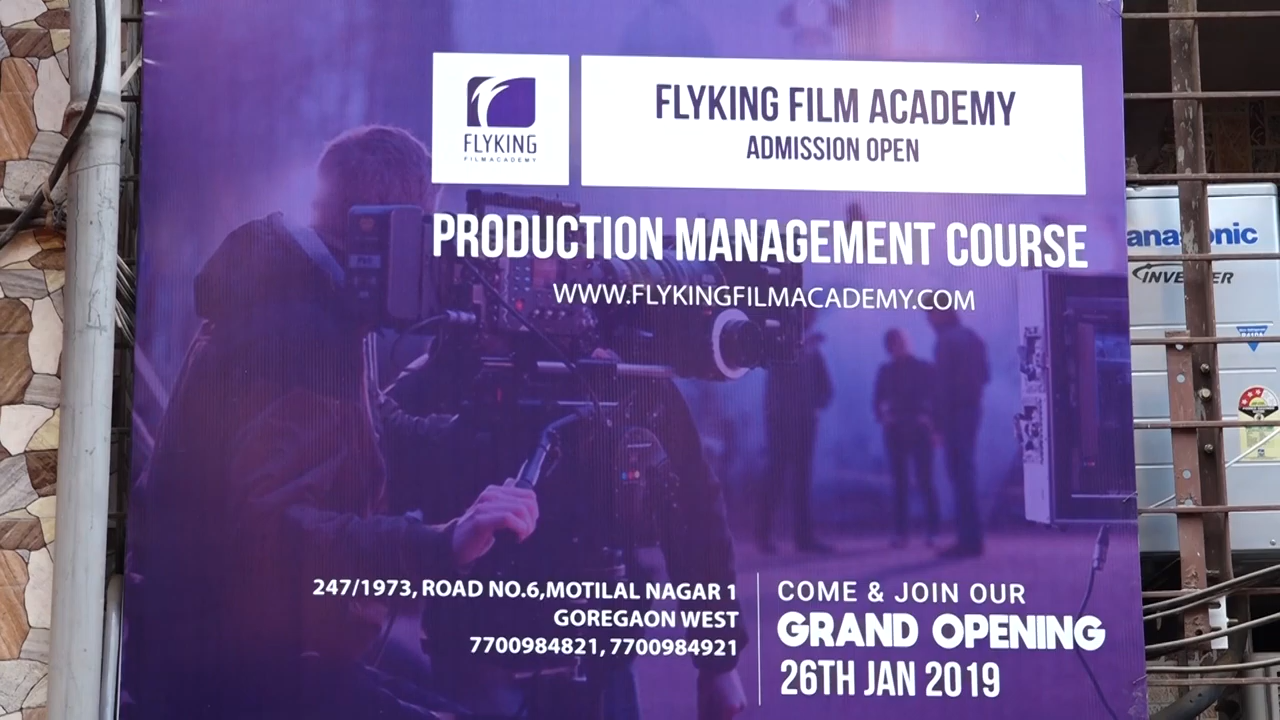 FLYKING
FILMACADEMY
FLYKING FILM ACADEMY
ADMISSION OPEN
PRODUCTION MANAGEMENT COURSE
WWW.FLYKINGFILMACADEMY.COM
247/1973, ROAD NO.6,MOTILAL NAGAR 1
GOREGAON WEST
7700984821, 7700984921
COME & JOIN OUR
GRAND OPENING
26TH JAN 2019
Panasonic
INVERTER